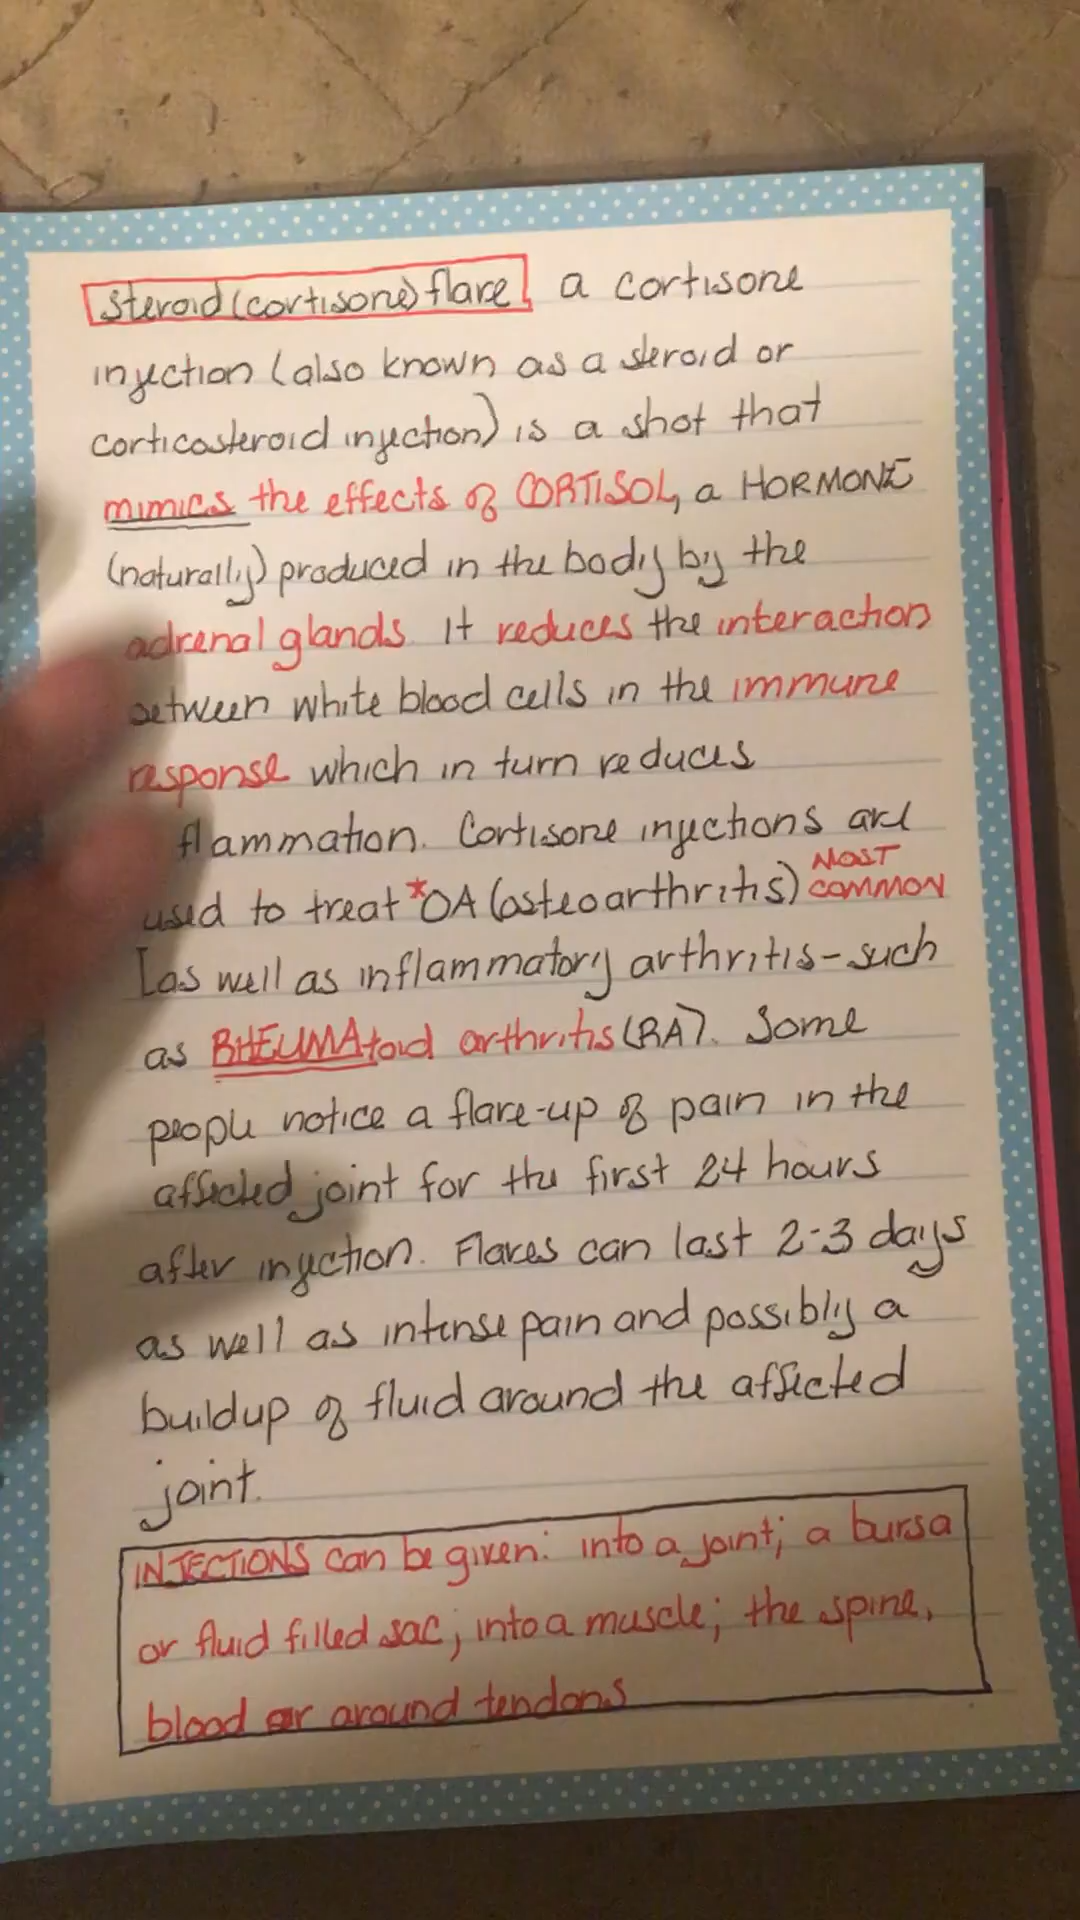 steroid (cortisone) flare, a cortisone
injection (also known as a steroid or
corticosteroid injection) is a shot that
mimics the effects of CORTISOL, a HORMONE
(naturally) produced in the body by the
adrenal glands. It reduces the interaction
between white blood cells in the immune
response which in turn reduces
flammation. Cortisone injections are
used to treat *OA (osteoarthritis) MOST COMMON
[as well as inflammatory arthritis-such
as RHEUMAtoid arthritis (RA)]. Some
people notice a flare-up of pain in the
affected joint for the first 24 hours
after injection. Flares can last 2-3 days
as well as intense pain and possibly a
buildup of fluid around the affected
joint.
INJECTIONS can be given: into a joint; a bursa
or fluid filled sac; into a muscle; the spine,
blood or around tendons